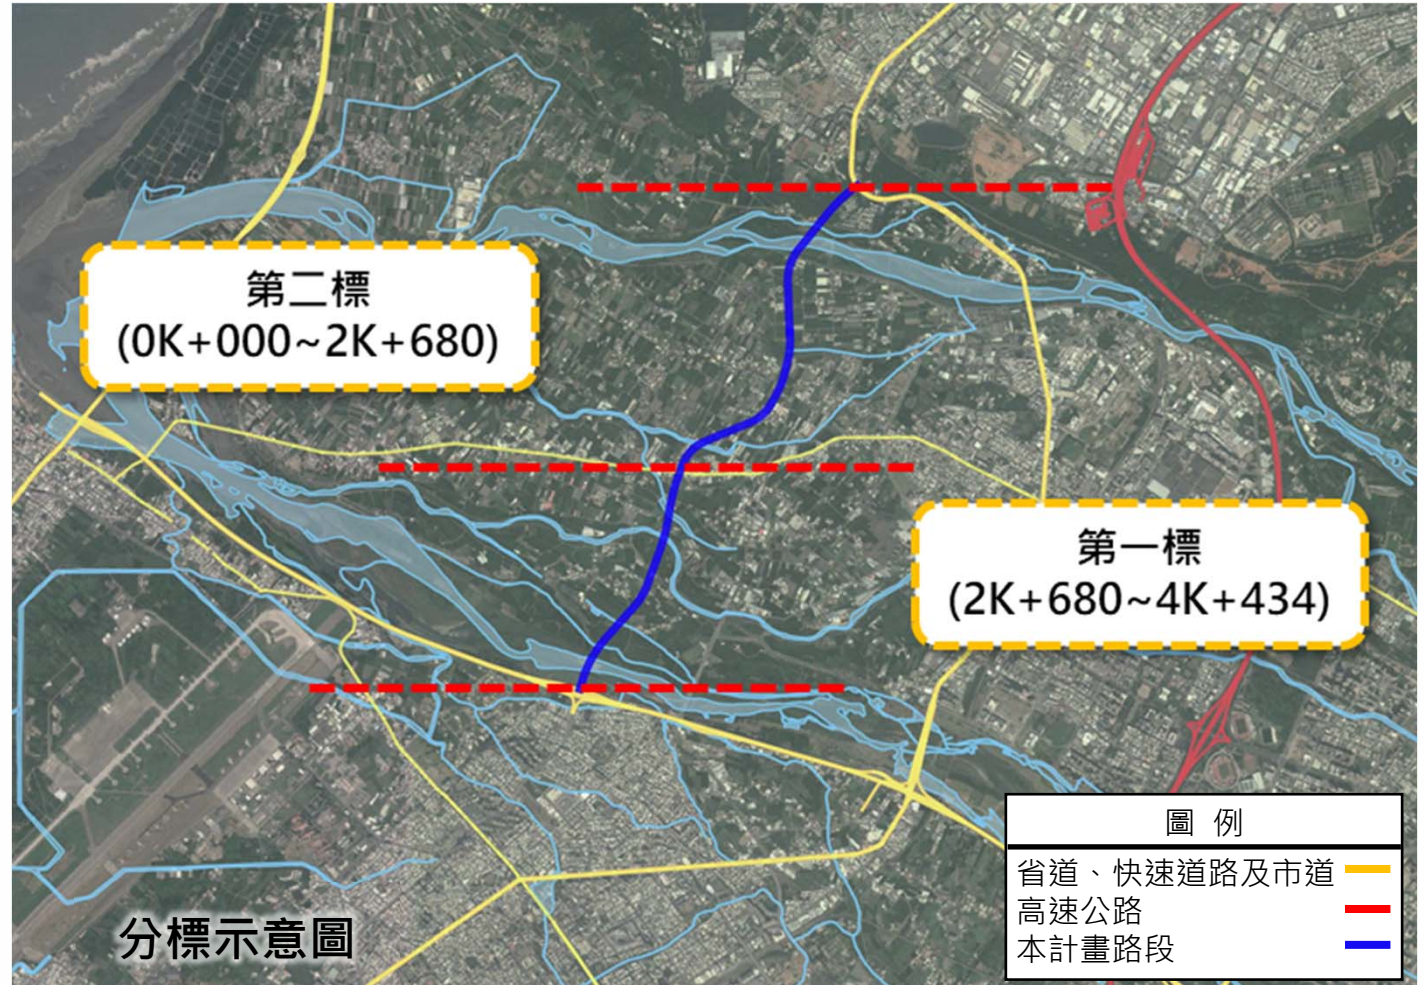 第二標
(0K+000~2K+680)
第一標
(2K+680~4K+434)
分標示意圖
圖 例
省道、快速道路及市道
高速公路
本計畫路段